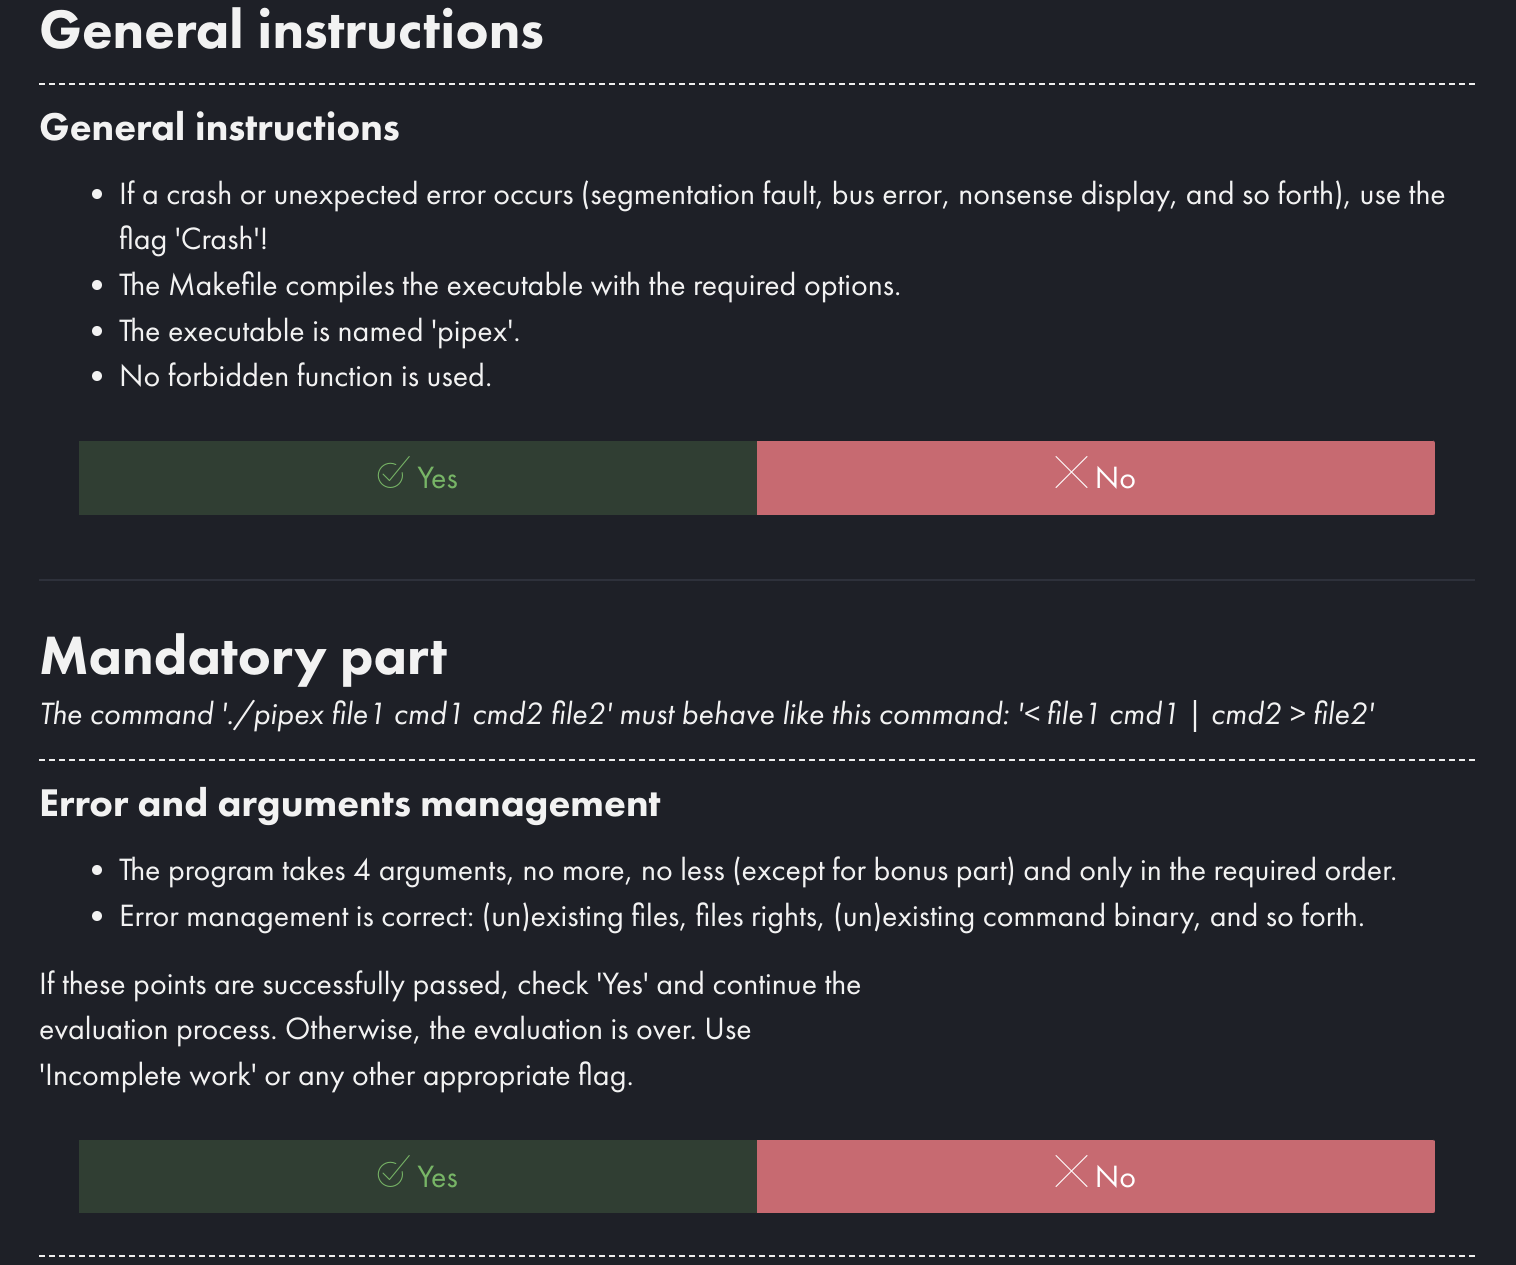 General instructions
General instructions
If a crash or unexpected error occurs (segmentation fault, bus error, nonsense display, and so forth), use the
flag 'Crash'!
The Makefile compiles the executable with the required options.
The executable is named 'pipex'.
No forbidden function is used.
Yes
No
Mandatory part
The command './pipex file1 cmd1 cmd2 file2' must behave like this command: '< file1 cmd1 | cmd2 > file2'
Error and arguments management
The program takes 4 arguments, no more, no less (except for bonus part) and only in the required order.
Error management is correct: (un)existing files, files rights, (un)existing command binary, and so forth.
If these points are successfully passed, check 'Yes' and continue the
evaluation process. Otherwise, the evaluation is over. Use
'Incomplete work' or any other appropriate flag.
Yes
No